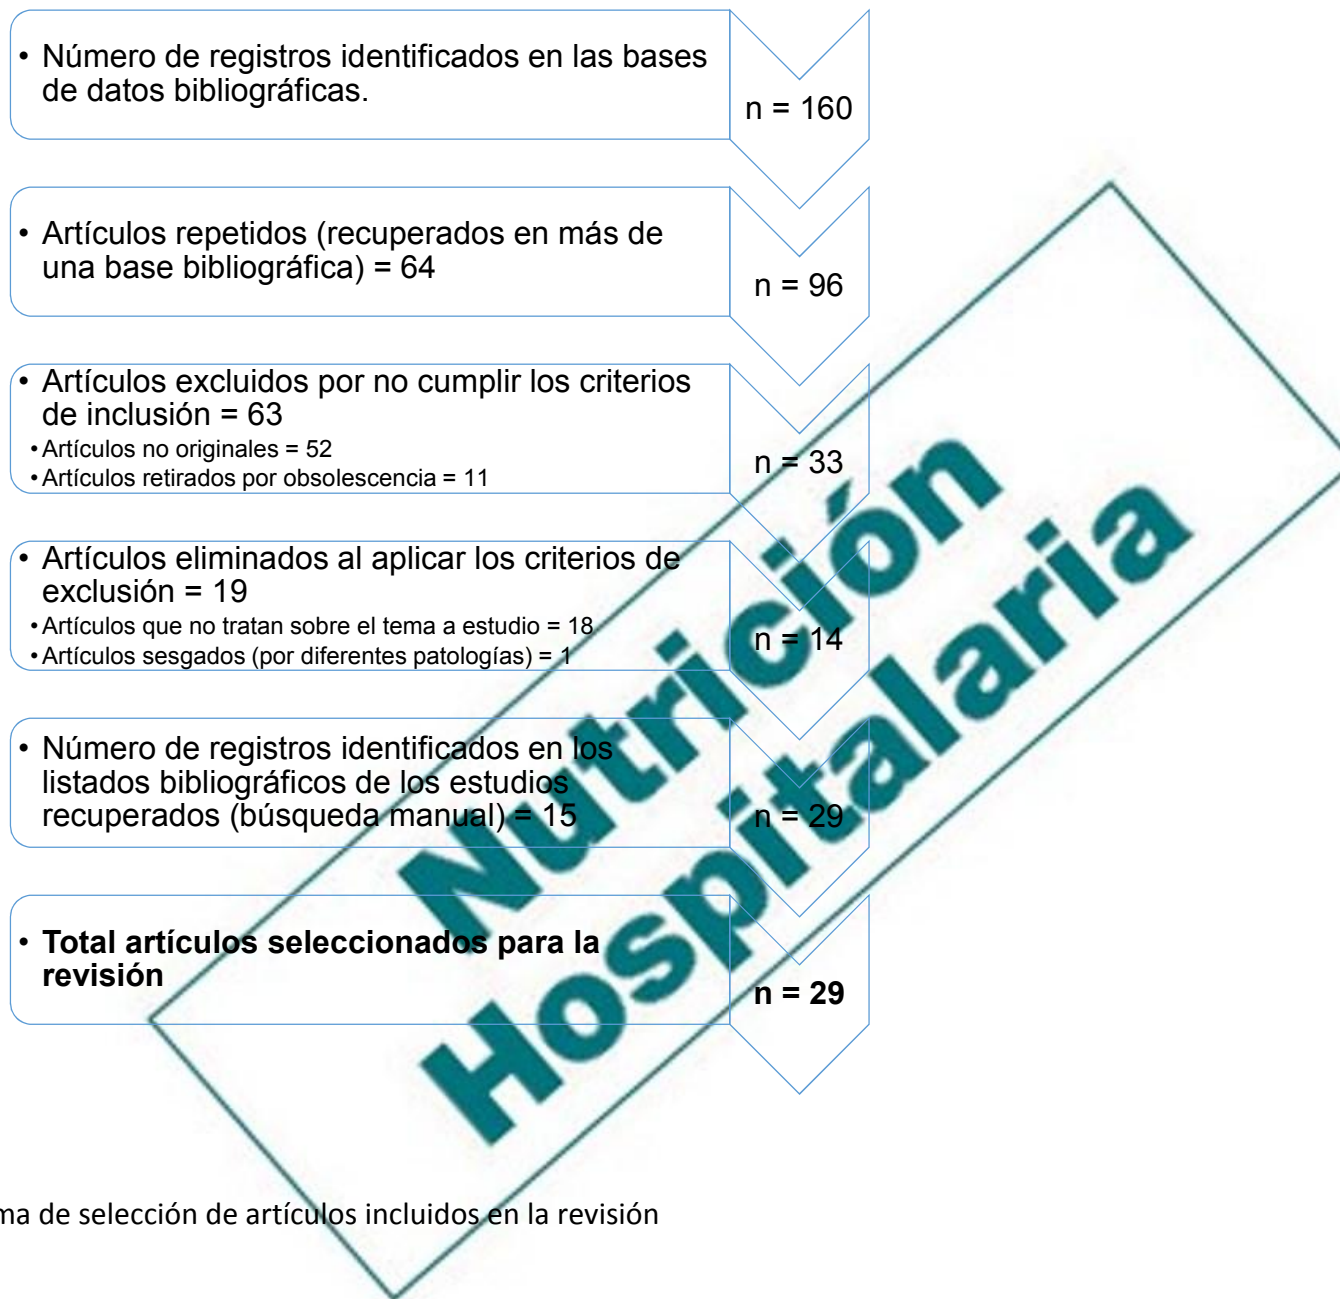 • Número de registros identificados en las bases
de datos bibliográficas.
n = 160
• Artículos repetidos (recuperados en más de
una base bibliográfica) = 64
n = 96
• Artículos excluidos por no cumplir los criterios
de inclusión = 63
• Artículos no originales = 52
• Artículos retirados por obsolescencia = 11
n = 33
• Artículos eliminados al aplicar los criterios de
exclusión = 19
• Artículos que no tratan sobre el tema a estudio = 18
• Artículos sesgados (por diferentes patologías) = 1
n = 14
• Número de registros identificados en los
listados bibliográficos de los estudios
recuperados (búsqueda manual) = 15
n = 29
• Total artículos seleccionados para la
revisión
n = 29
Nutrición
Hospitalaria
ma de selección de artículos incluidos en la revisión